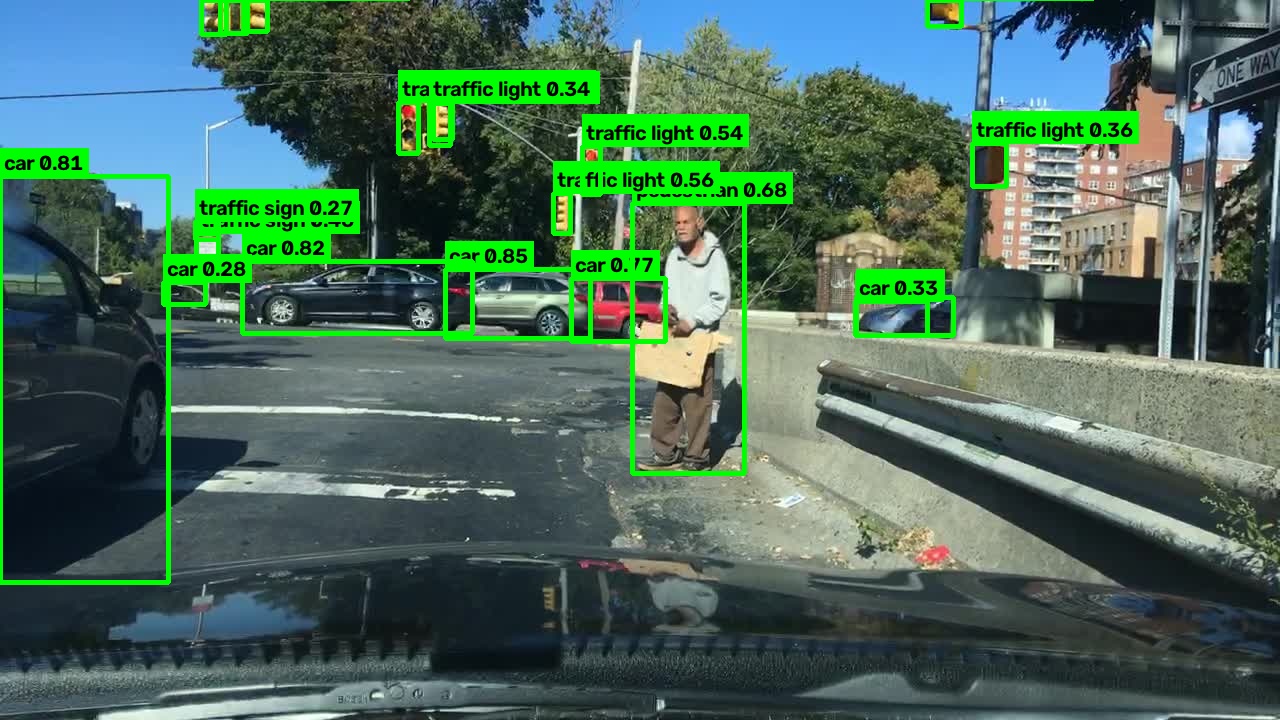 traffic light 0.34
traffic light 0.54
traffic light 0.36
ONE WAY
car 0.81
traffic light 0.56
pedestrian 0.68
traffic sign 0.27
car 0.82
car 0.85
car 0.28
car 0.77
car 0.33